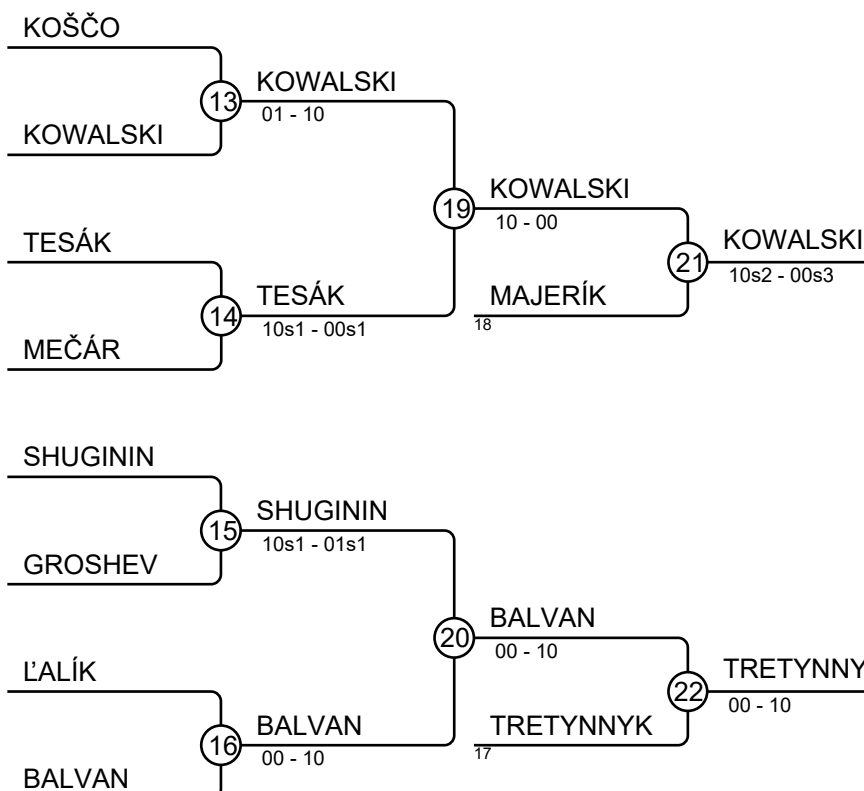 KOŠČO
13
KOWALSKI
01 - 10
KOWALSKI
19
KOWALSKI
10 - 00
TESÁK
21
KOWALSKI
10s2 - 00s3
14
TESÁK
10s1 - 00s1
MAJERÍK
18
MEČÁR
SHUGININ
15
SHUGININ
10s1 - 01s1
GROSHEV
20
BALVAN
00 - 10
ĽALÍK
22
TRETYNNY
00 - 10
16
BALVAN
00 - 10
TRETYNNYK
17
BALVAN